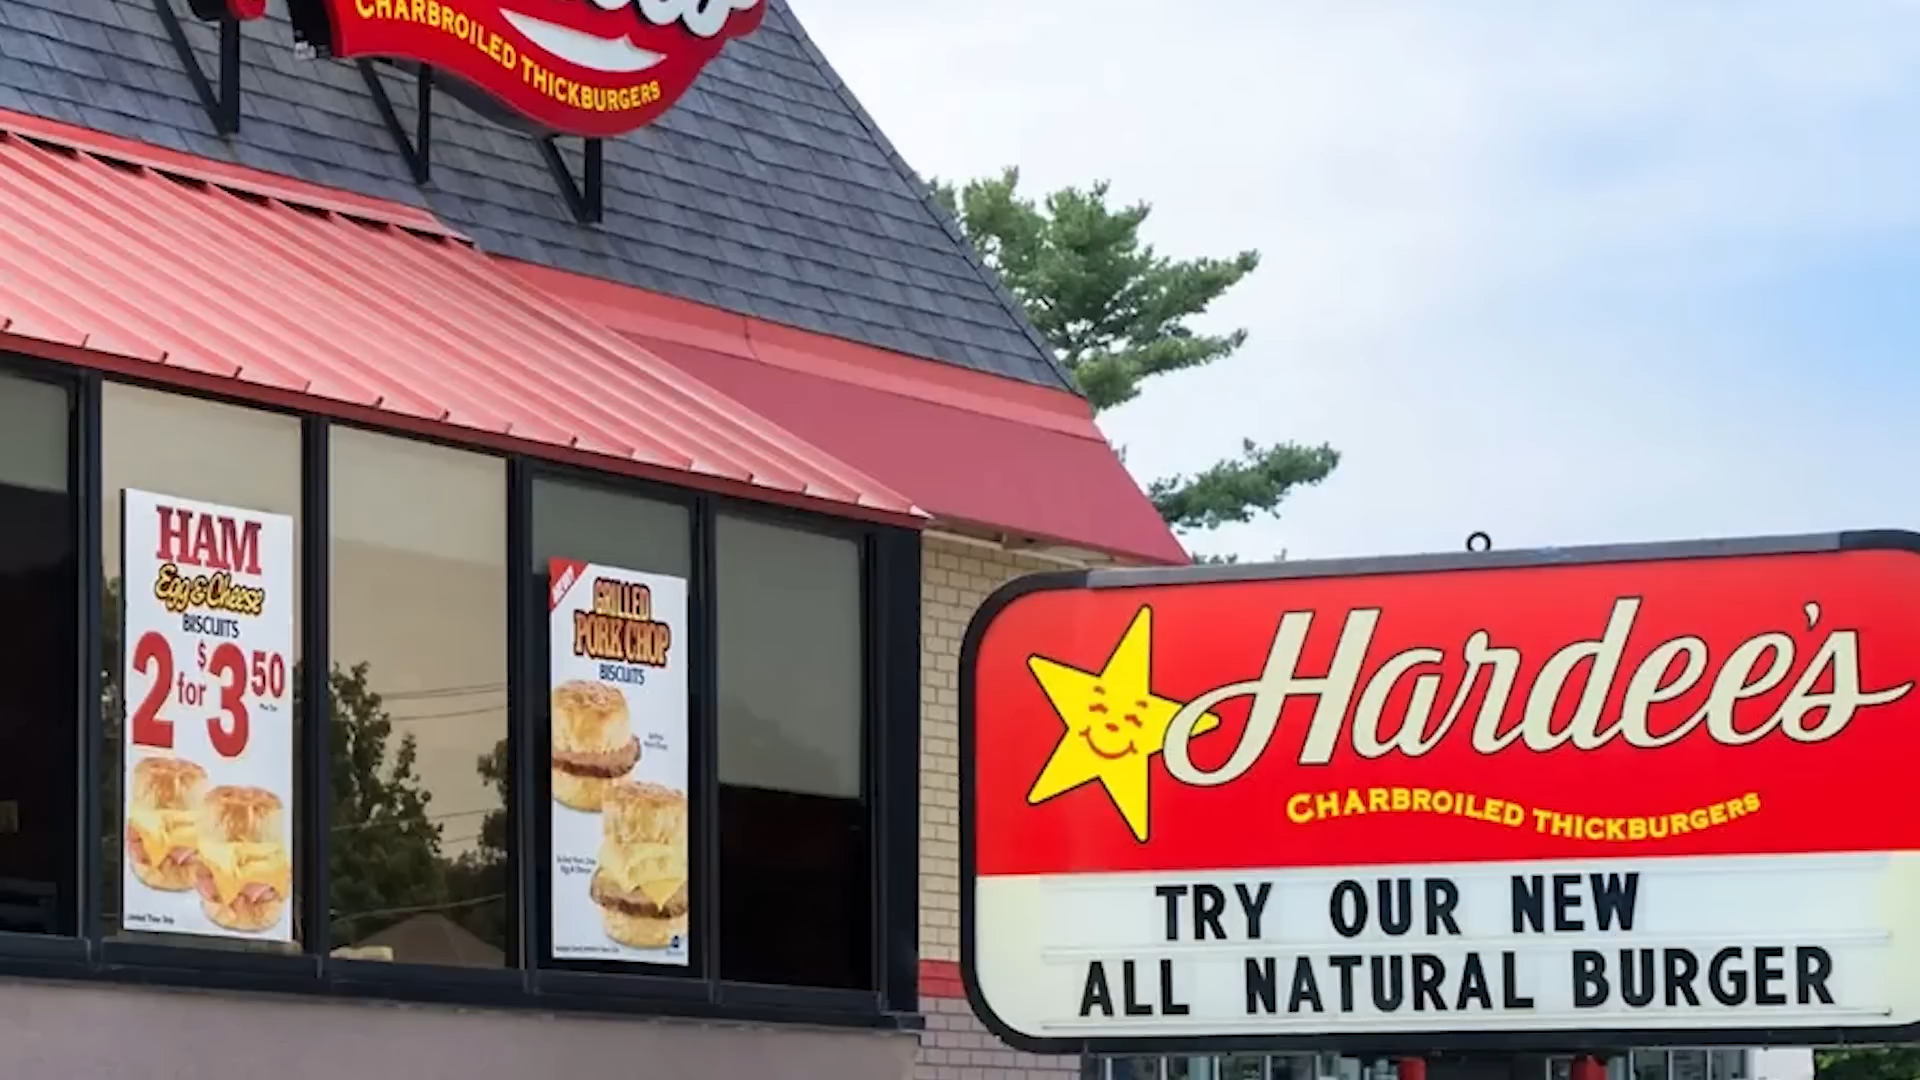 CHARBROILED THICKBURGERS
HAM
Egg & Cheese
BISCUITS
2 for $3 50
NEW!
GRILLED
PORK CHOP
BISCUITS
Hardee's
CHARBROILED THICKBURGERS
TRY OUR NEW
ALL NATURAL BURGER